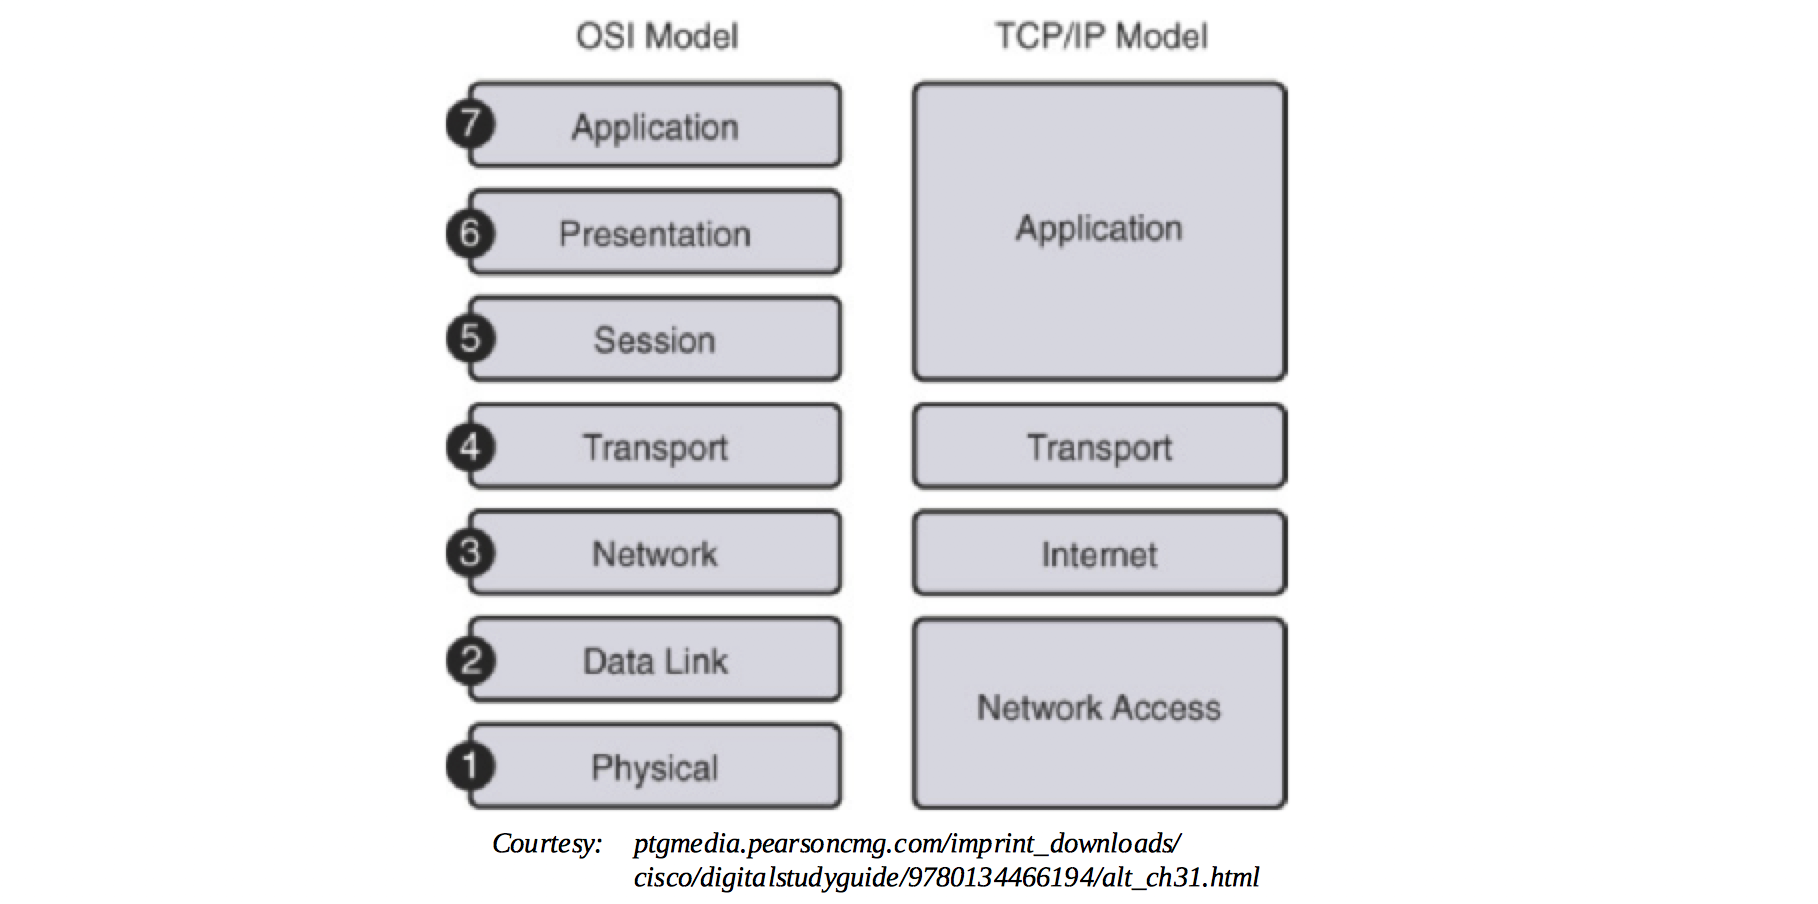 OSI Model
TCP/IP Model
7 Application
6 Presentation
5 Session
4 Transport
3 Network
2 Data Link
1 Physical
Application
Transport
Internet
Network Access
Courtesy: ptgmedia.pearsoncmg.com/imprint_downloads/
cisco/digitalstudyguide/9780134466194/alt_ch31.html